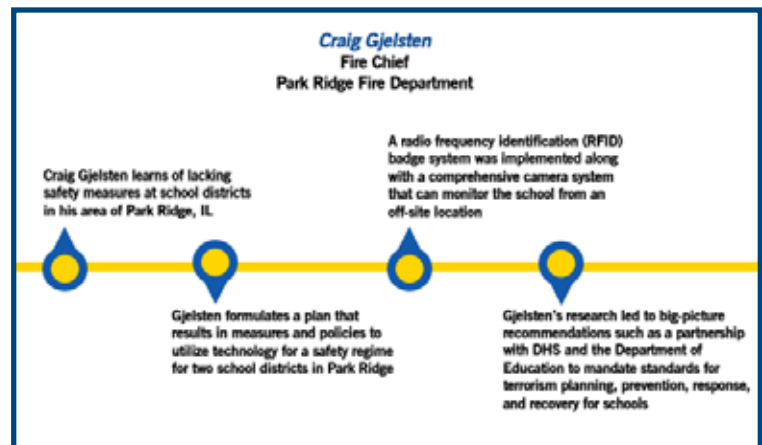 Craig Gjelsten
Fire Chief
Park Ridge Fire Department
Craig Gjelsten learns of lacking
safety measures at school districts
in his area of Park Ridge, IL
Gjelsten formulates a plan that
results in measures and policies to
utilize technology for a safety regime
for two school districts in Park Ridge
A radio frequency identification (RFID)
badge system was implemented along
with a comprehensive camera system
that can monitor the school from an
off-site location
Gjelsten's research led to big-picture
recommendations such as a partnership
with DHS and the Department of
Education to mandate standards for
terrorism planning, prevention, response,
and recovery for schools